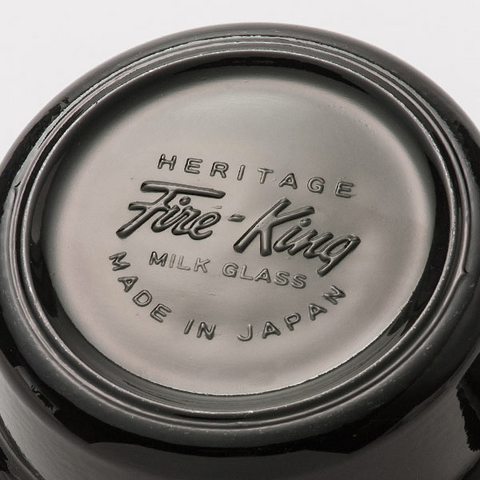 HERITAGE
Fire-King
MILK GLASS
MADE IN JAPAN